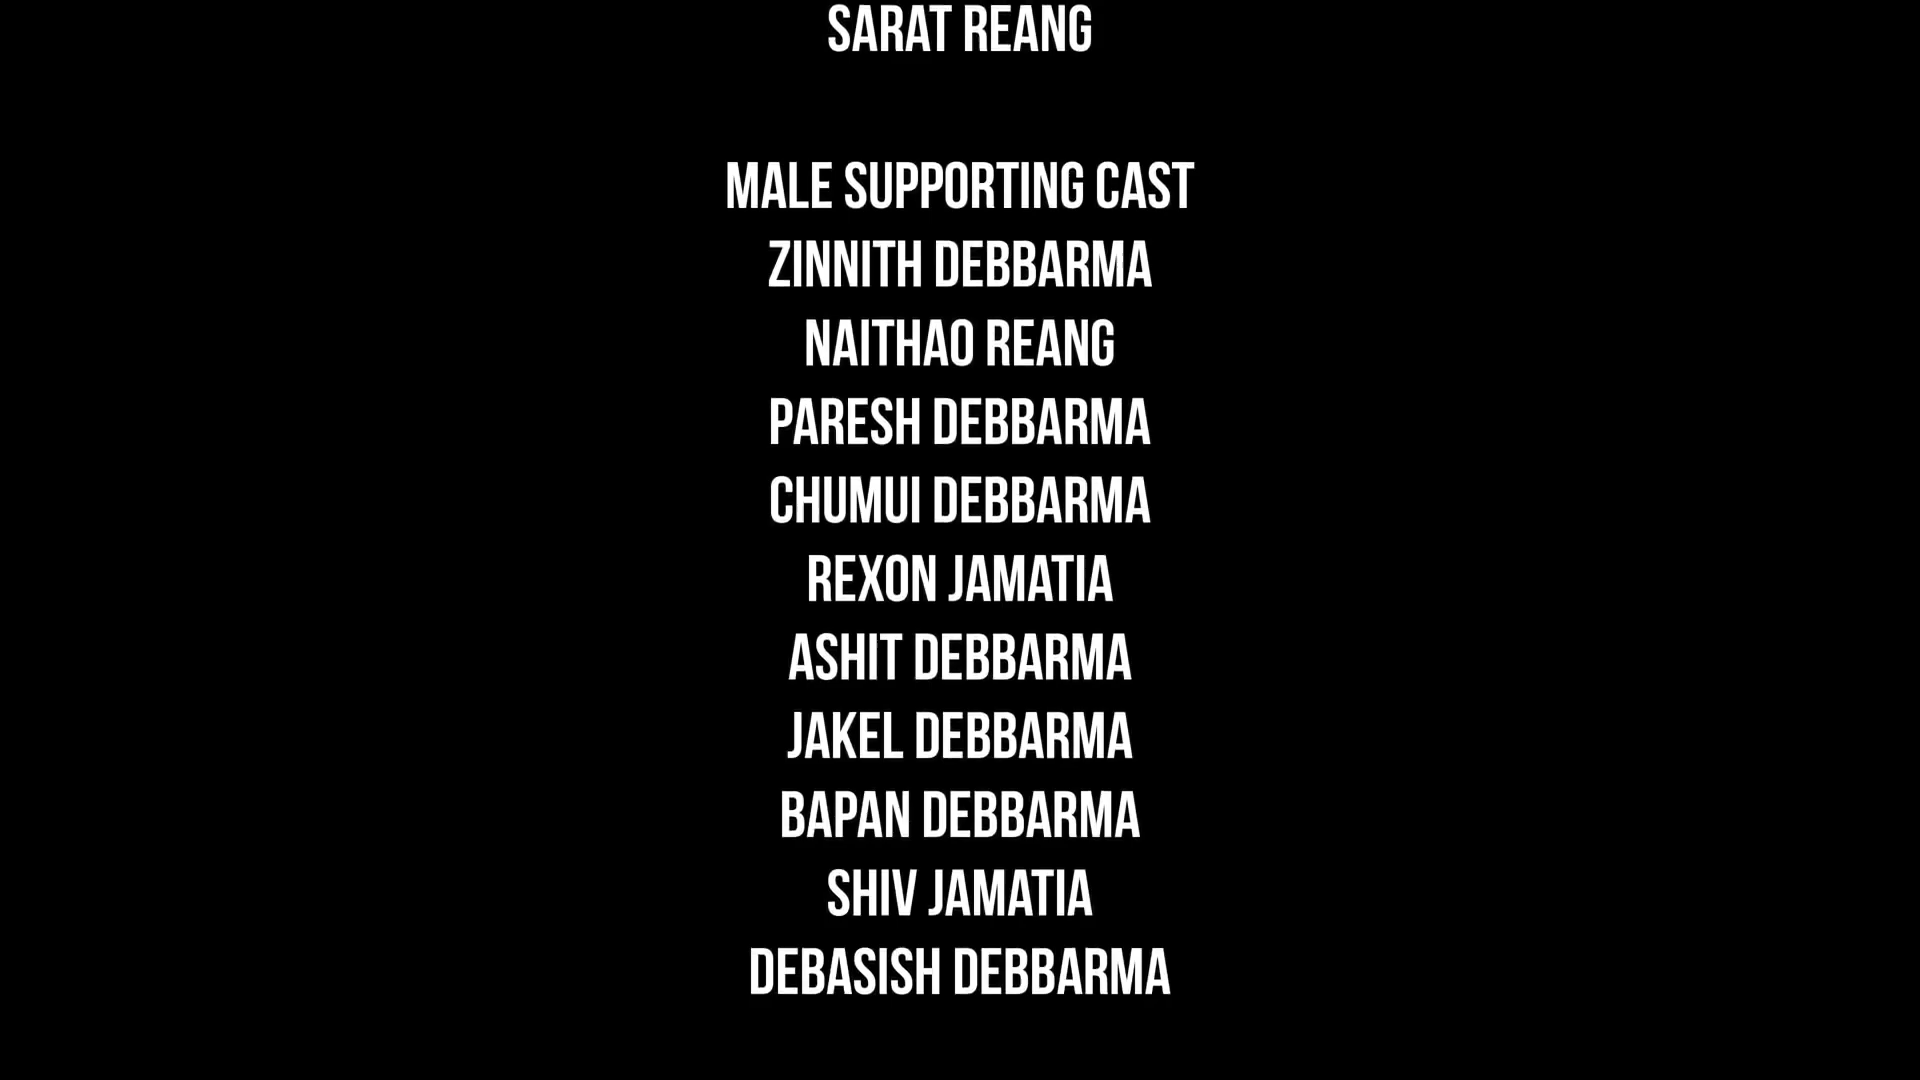 SARAT REANG
MALE SUPPORTING CAST
ZINNITH DEBBARMA
NAITHAO REANG
PARESH DEBBARMA
CHUMUI DEBBARMA
REXON JAMATIA
ASHIT DEBBARMA
JAKEL DEBBARMA
BAPAN DEBBARMA
SHIV JAMATIA
DEBASISH DEBBARMA